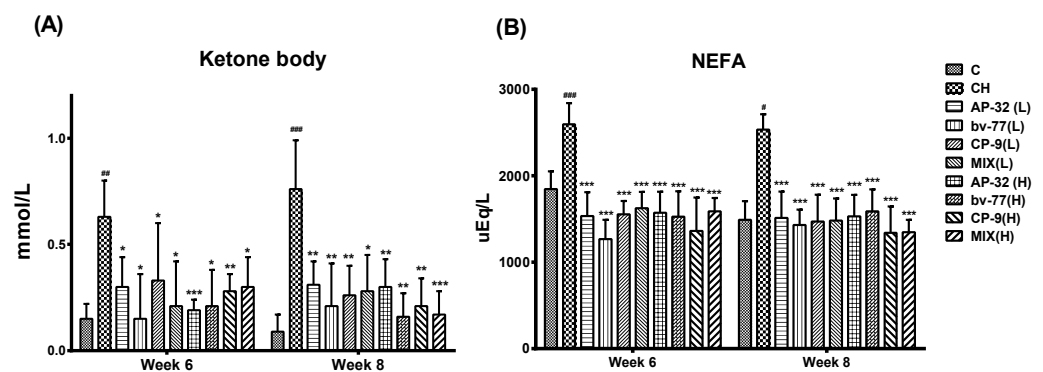 (A)
Ketone body
mmol/L
1.0
0.5
0.0
##
* * * * *** * ** *
###
** ** ** * ** ** ** ***
Week 6 Week 8
(B)
NEFA
uEq/L
3000
2000
1000
0
###
*** *** *** *** *** *** *** ***
#
*** *** *** *** *** *** *** ***
Week 6 Week 8
C
CH
AP-32 (L)
bv-77(L)
CP-9(L)
MIX(L)
AP-32 (H)
bv-77(H)
CP-9(H)
MIX(H)